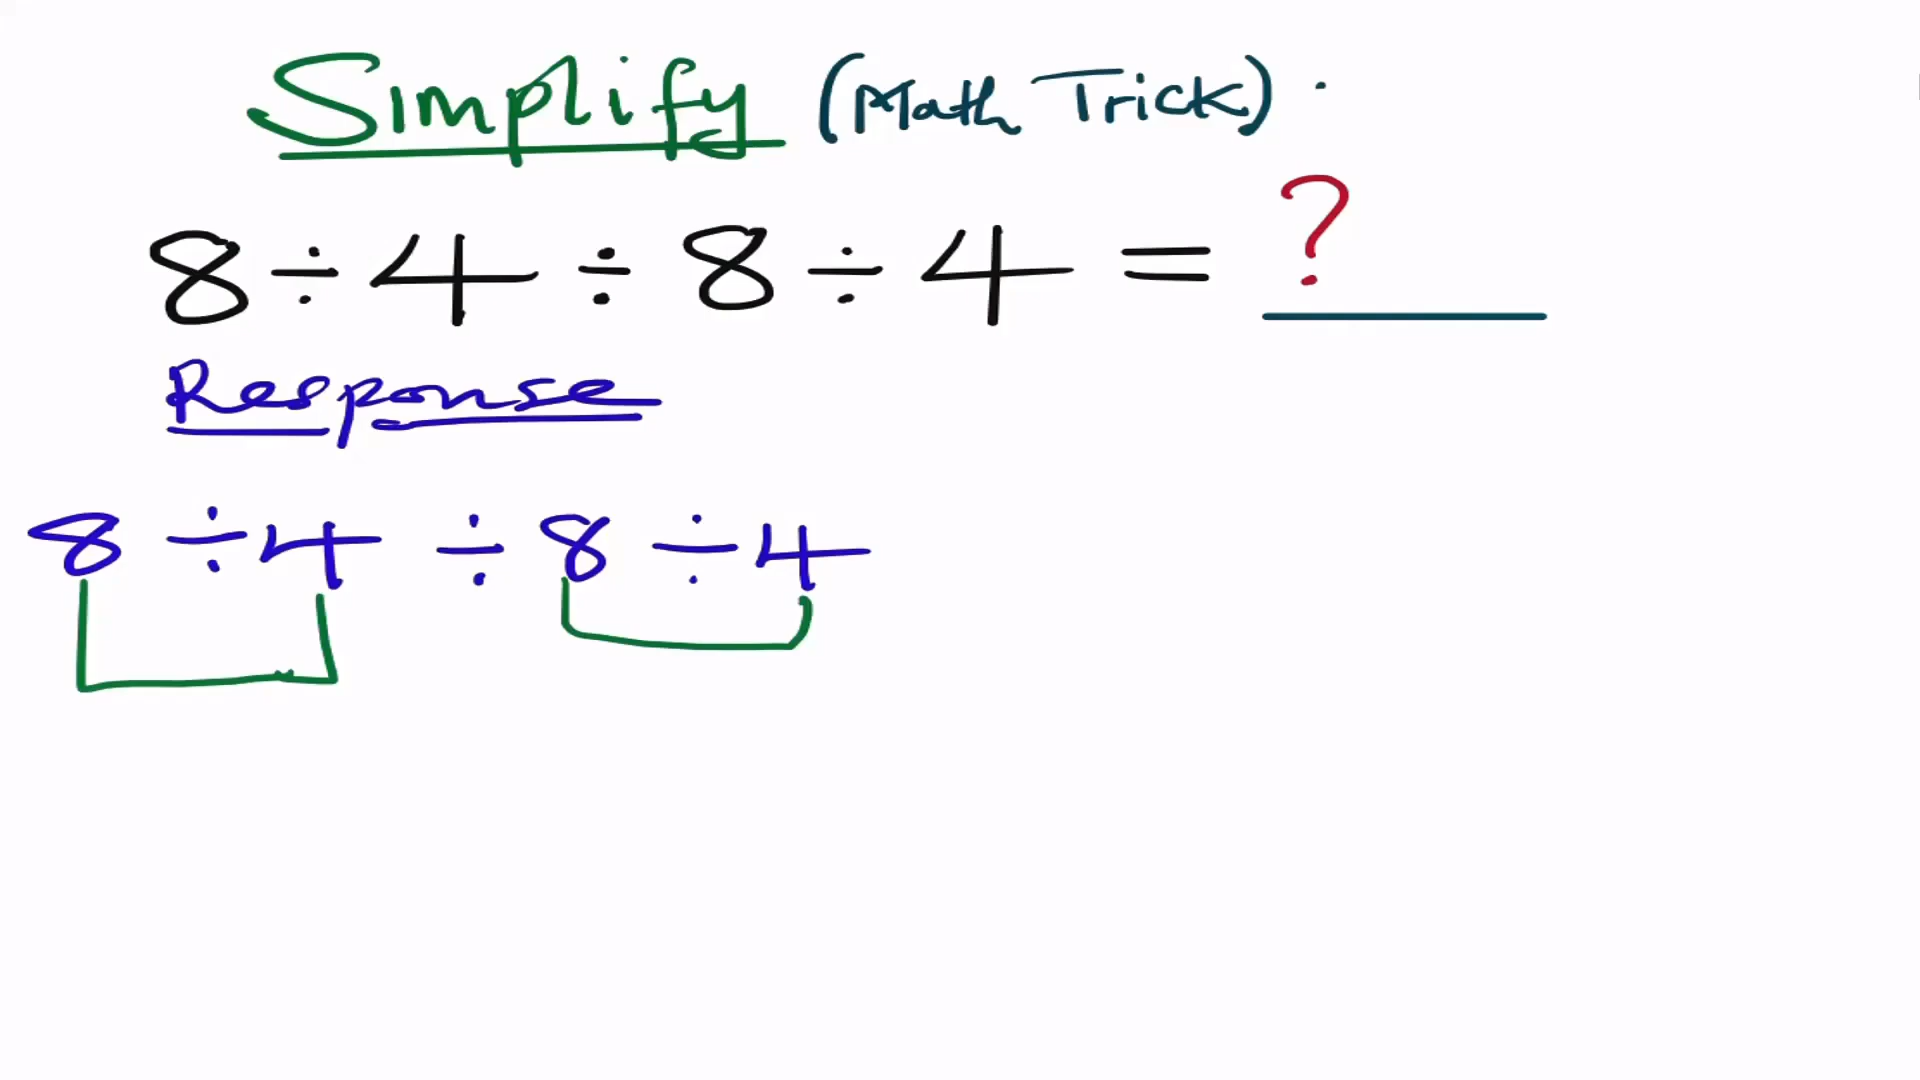 Simplify (Math Trick).
8 ÷ 4 ÷ 8 ÷ 4 = ?
Response
8 ÷ 4 ÷ 8 ÷ 4